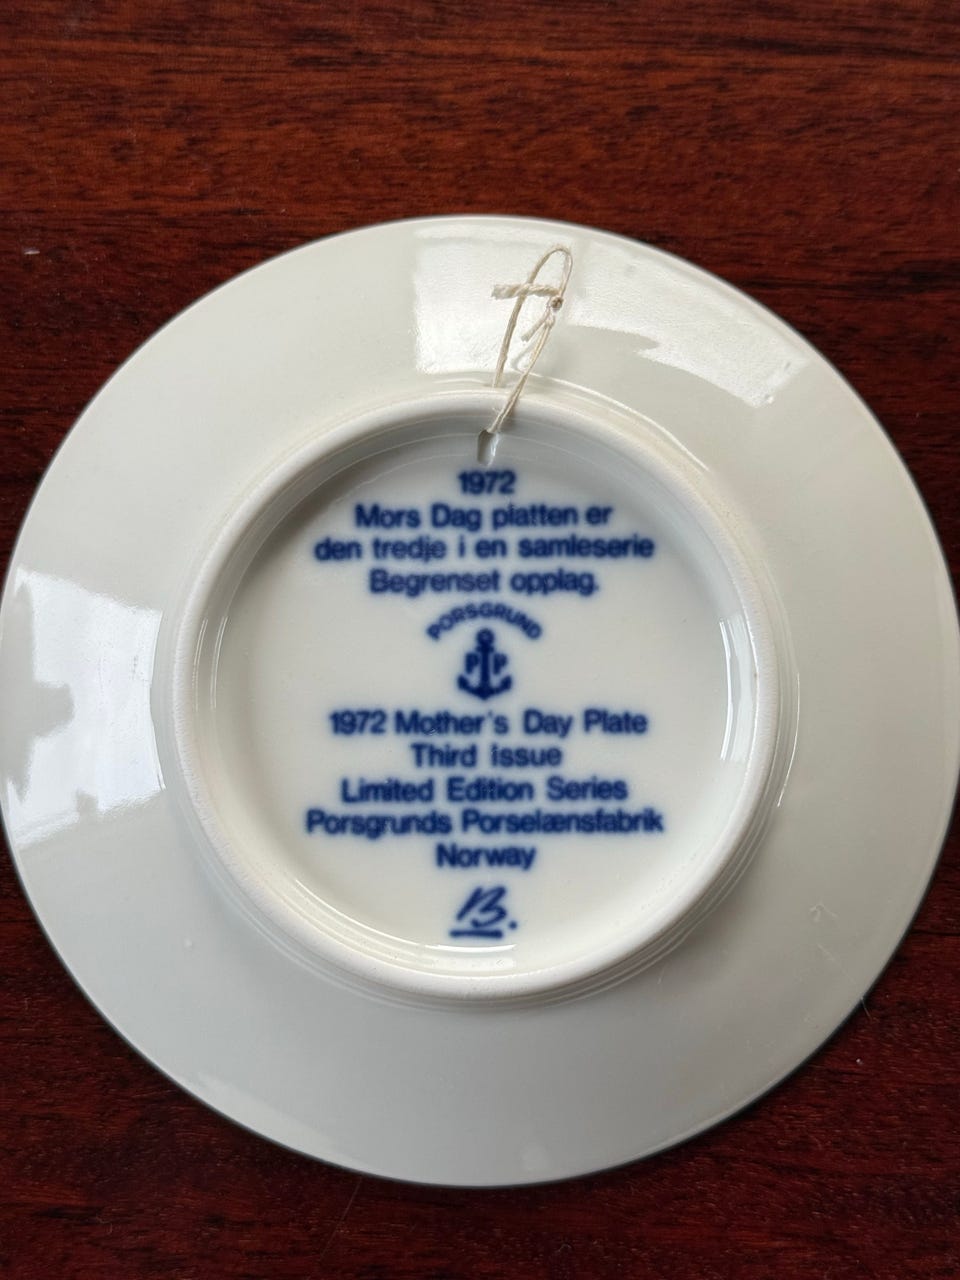 1972
Mors Dag platten er
den tredje i en samleserie
Begrenset opplag.
PORSGRUND
P P
1972 Mother's Day Plate
Third Issue
Limited Edition Series
Porsgrunds Porselænsfabrik
Norway
B.